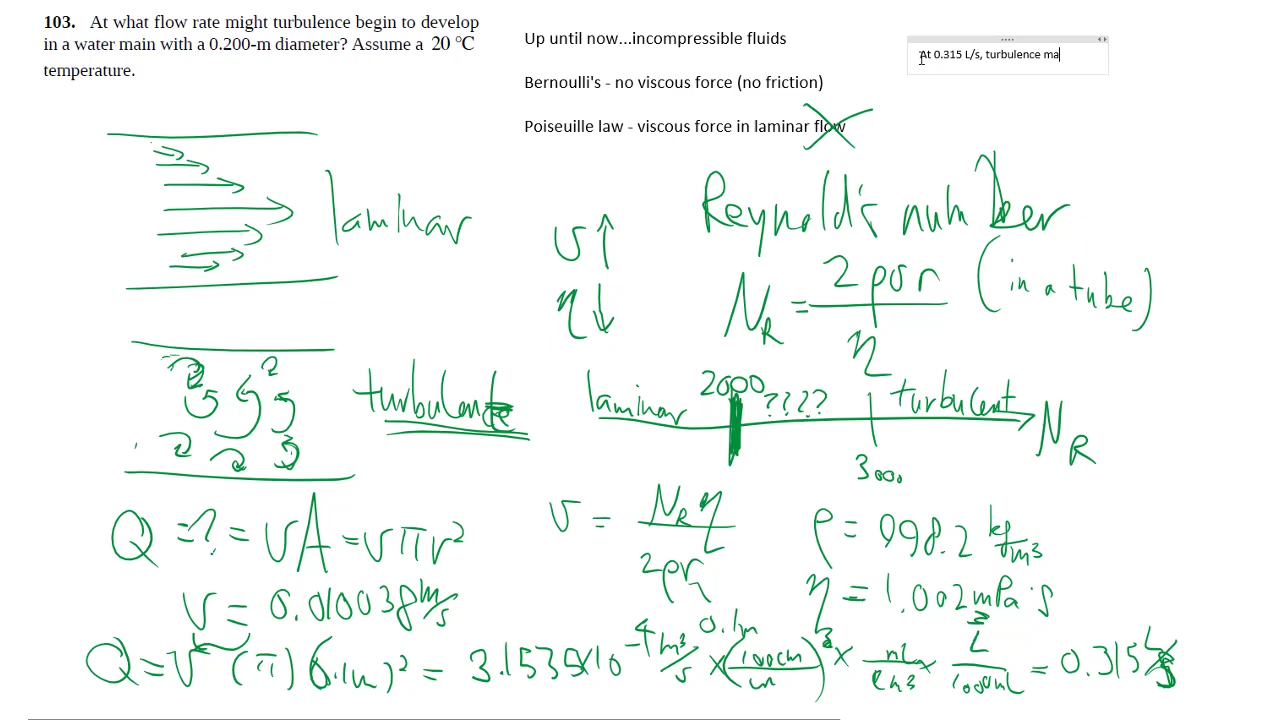 103. At what flow rate might turbulence begin to develop
in a water main with a 0.200-m diameter? Assume a 20 °C
temperature.
Up until now...incompressible fluids
Bernoulli's - no viscous force (no friction)
Poiseuille law - viscous force in laminar flow
At 0.315 L/s, turbulence ma
laminar
v↑
η↓
Reynold's number
N_R = 2ρvr / η (in a tube)
turbulent
laminar 2000 ???? turbulent N_R
3000
Q = ? = vA = vπr²
v = N_R η / 2ρr
ρ = 998.2 kg/m³
v = 0.010038 m/s
η = 1.002 mPa·s
0.1m
Q = v (π) (0.1m)² = 3.1535×10⁻⁴ m³/s × (100cm/m)³ × mL/cm³ × L/1000mL = 0.315 L/s